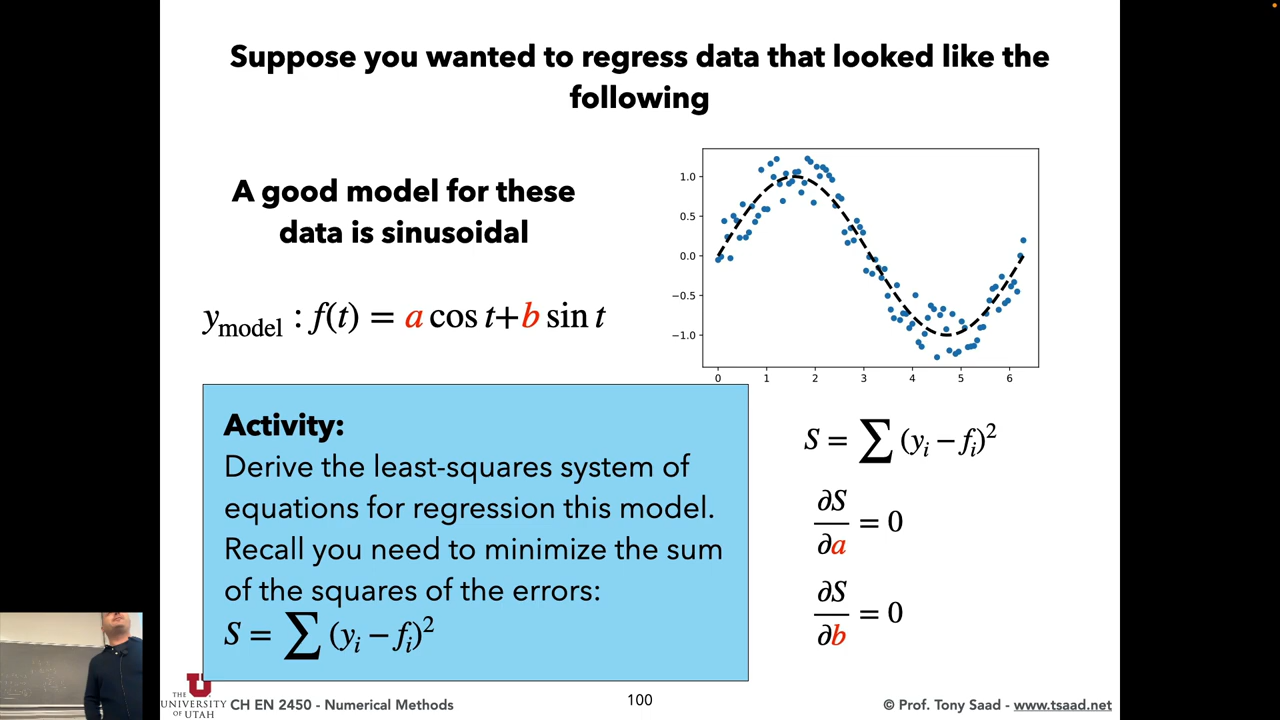 Suppose you wanted to regress data that looked like the
following
A good model for these
data is sinusoidal
y_model : f(t) = a cos t+b sin t
1.0
0.5
0.0
−0.5
−1.0
0 1 2 3 4 5 6
Activity:
Derive the least-squares system of
equations for regression this model.
Recall you need to minimize the sum
of the squares of the errors:
S = ∑ (y_i − f_i)²
S = ∑ (y_i − f_i)²
∂S/∂a = 0
∂S/∂b = 0
U
THE
UNIVERSITY
OF UTAH
CH EN 2450 - Numerical Methods
100
© Prof. Tony Saad - www.tsaad.net